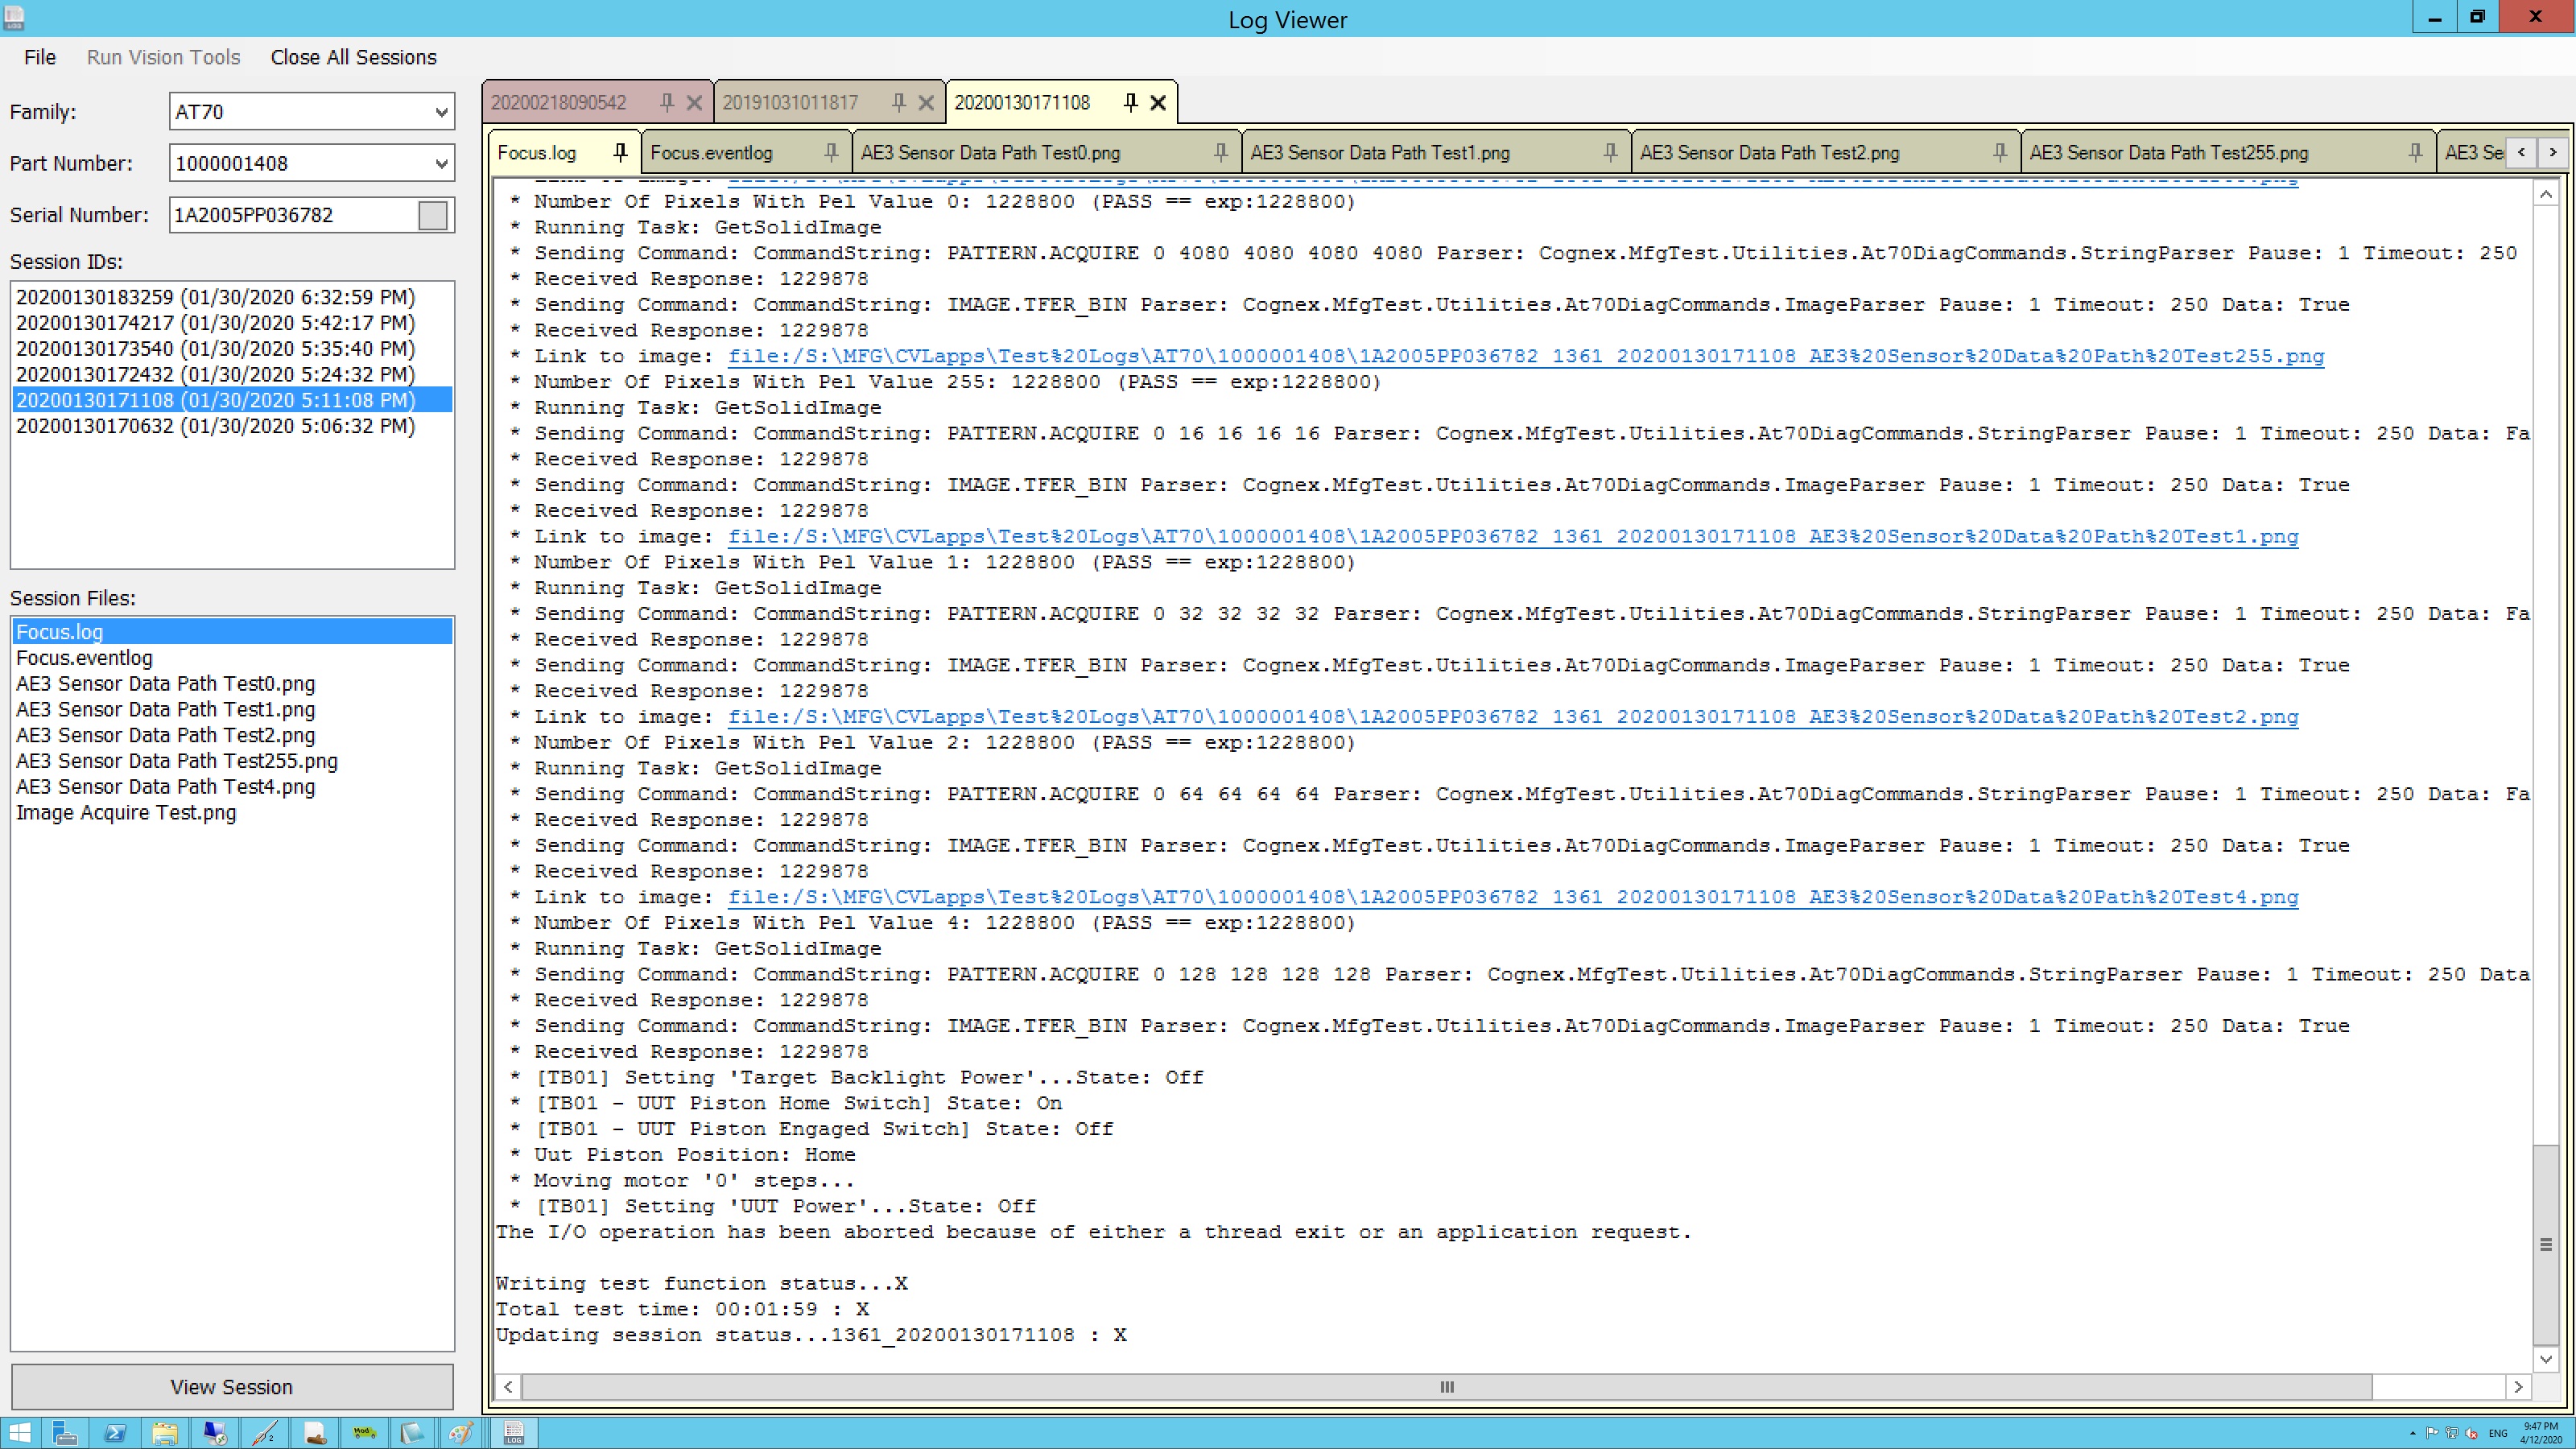 Log Viewer
File Run Vision Tools Close All Sessions
Family: AT70
Part Number: 1000001408
Serial Number: 1A2005PP036782
Session IDs:
20200130183259 (01/30/2020 6:32:59 PM)
20200130174217 (01/30/2020 5:42:17 PM)
20200130173540 (01/30/2020 5:35:40 PM)
20200130172432 (01/30/2020 5:24:32 PM)
20200130171108 (01/30/2020 5:11:08 PM)
20200130170632 (01/30/2020 5:06:32 PM)
Session Files:
Focus.log
Focus.eventlog
AE3 Sensor Data Path Test0.png
AE3 Sensor Data Path Test1.png
AE3 Sensor Data Path Test2.png
AE3 Sensor Data Path Test255.png
AE3 Sensor Data Path Test4.png
Image Acquire Test.png
View Session
20200218090542 20191031011817 20200130171108
Focus.log Focus.eventlog AE3 Sensor Data Path Test0.png AE3 Sensor Data Path Test1.png AE3 Sensor Data Path Test2.png AE3 Sensor Data Path Test255.png AE3 Se
* Number Of Pixels With Pel Value 0: 1228800 (PASS == exp:1228800)
* Running Task: GetSolidImage
* Sending Command: CommandString: PATTERN.ACQUIRE 0 4080 4080 4080 4080 Parser: Cognex.MfgTest.Utilities.At70DiagCommands.StringParser Pause: 1 Timeout: 250
* Received Response: 1229878
* Sending Command: CommandString: IMAGE.TFER_BIN Parser: Cognex.MfgTest.Utilities.At70DiagCommands.ImageParser Pause: 1 Timeout: 250 Data: True
* Received Response: 1229878
* Link to image: file:/S:\MFG\CVLapps\Test%20Logs\AT70\1000001408\1A2005PP036782_1361_20200130171108_AE3%20Sensor%20Data%20Path%20Test255.png
* Number Of Pixels With Pel Value 255: 1228800 (PASS == exp:1228800)
* Running Task: GetSolidImage
* Sending Command: CommandString: PATTERN.ACQUIRE 0 16 16 16 16 Parser: Cognex.MfgTest.Utilities.At70DiagCommands.StringParser Pause: 1 Timeout: 250 Data: Fa
* Received Response: 1229878
* Sending Command: CommandString: IMAGE.TFER_BIN Parser: Cognex.MfgTest.Utilities.At70DiagCommands.ImageParser Pause: 1 Timeout: 250 Data: True
* Received Response: 1229878
* Link to image: file:/S:\MFG\CVLapps\Test%20Logs\AT70\1000001408\1A2005PP036782_1361_20200130171108_AE3%20Sensor%20Data%20Path%20Test1.png
* Number Of Pixels With Pel Value 1: 1228800 (PASS == exp:1228800)
* Running Task: GetSolidImage
* Sending Command: CommandString: PATTERN.ACQUIRE 0 32 32 32 32 Parser: Cognex.MfgTest.Utilities.At70DiagCommands.StringParser Pause: 1 Timeout: 250 Data: Fa
* Received Response: 1229878
* Sending Command: CommandString: IMAGE.TFER_BIN Parser: Cognex.MfgTest.Utilities.At70DiagCommands.ImageParser Pause: 1 Timeout: 250 Data: True
* Received Response: 1229878
* Link to image: file:/S:\MFG\CVLapps\Test%20Logs\AT70\1000001408\1A2005PP036782_1361_20200130171108_AE3%20Sensor%20Data%20Path%20Test2.png
* Number Of Pixels With Pel Value 2: 1228800 (PASS == exp:1228800)
* Running Task: GetSolidImage
* Sending Command: CommandString: PATTERN.ACQUIRE 0 64 64 64 64 Parser: Cognex.MfgTest.Utilities.At70DiagCommands.StringParser Pause: 1 Timeout: 250 Data: Fa
* Received Response: 1229878
* Sending Command: CommandString: IMAGE.TFER_BIN Parser: Cognex.MfgTest.Utilities.At70DiagCommands.ImageParser Pause: 1 Timeout: 250 Data: True
* Received Response: 1229878
* Link to image: file:/S:\MFG\CVLapps\Test%20Logs\AT70\1000001408\1A2005PP036782_1361_20200130171108_AE3%20Sensor%20Data%20Path%20Test4.png
* Number Of Pixels With Pel Value 4: 1228800 (PASS == exp:1228800)
* Running Task: GetSolidImage
* Sending Command: CommandString: PATTERN.ACQUIRE 0 128 128 128 128 Parser: Cognex.MfgTest.Utilities.At70DiagCommands.StringParser Pause: 1 Timeout: 250 Data
* Received Response: 1229878
* Sending Command: CommandString: IMAGE.TFER_BIN Parser: Cognex.MfgTest.Utilities.At70DiagCommands.ImageParser Pause: 1 Timeout: 250 Data: True
* Received Response: 1229878
* [TB01] Setting 'Target Backlight Power'...State: Off
* [TB01 - UUT Piston Home Switch] State: On
* [TB01 - UUT Piston Engaged Switch] State: Off
* Uut Piston Position: Home
* Moving motor '0' steps...
* [TB01] Setting 'UUT Power'...State: Off
The I/O operation has been aborted because of either a thread exit or an application request.
Writing test function status...X
Total test time: 00:01:59 : X
Updating session status...1361_20200130171108 : X
ENG
9:47 PM
4/12/2020